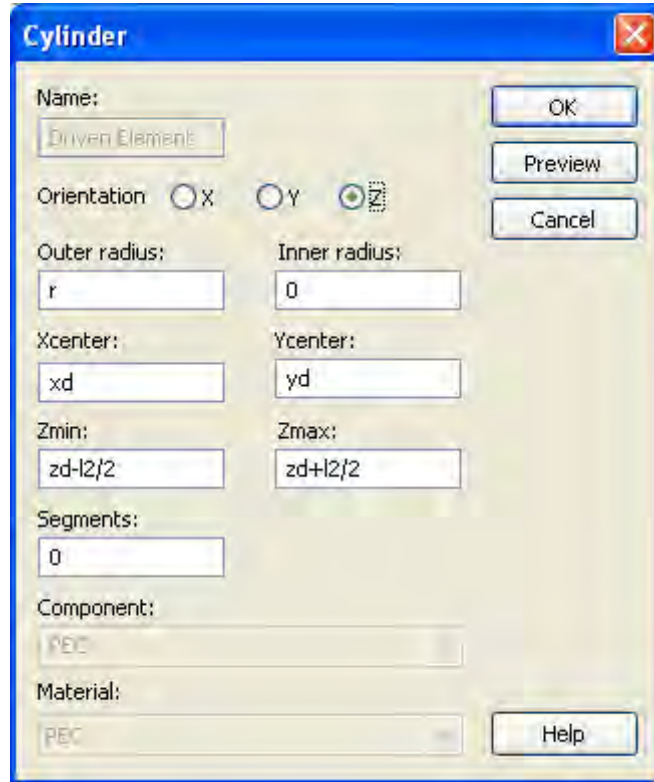 Cylinder
Name:
OK
Driven Element
Preview
Orientation X Y Z
Cancel
Outer radius: Inner radius:
r 0
Xcenter: Ycenter:
xd yd
Zmin: Zmax:
zd-l2/2 zd+l2/2
Segments:
0
Component:
PEC
Material:
PEC
Help